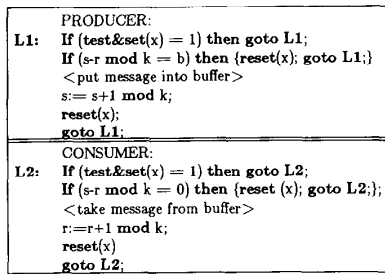 PRODUCER:
L1: If (test&set(x) = 1) then goto L1;
If (s-r mod k = b) then {reset(x); goto L1;}
<put message into buffer>
s:= s+1 mod k;
reset(x);
goto L1;
CONSUMER:
L2: If (test&set(x) = 1) then goto L2;
If (s-r mod k = 0) then {reset (x); goto L2;};
<take message from buffer>
r:=r+1 mod k;
reset(x)
goto L2;